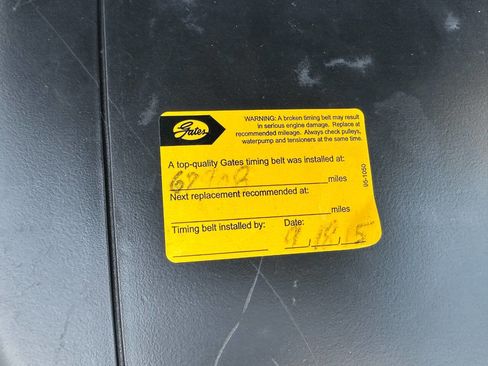 Gates
WARNING: A broken timing belt may result
in serious engine damage. Replace at
recommended mileage. Always check pulleys,
waterpump and tensioners at the same time.
A top-quality Gates timing belt was installed at:
miles
Next replacement recommended at:
miles
Timing belt installed by: Date:
95-1050